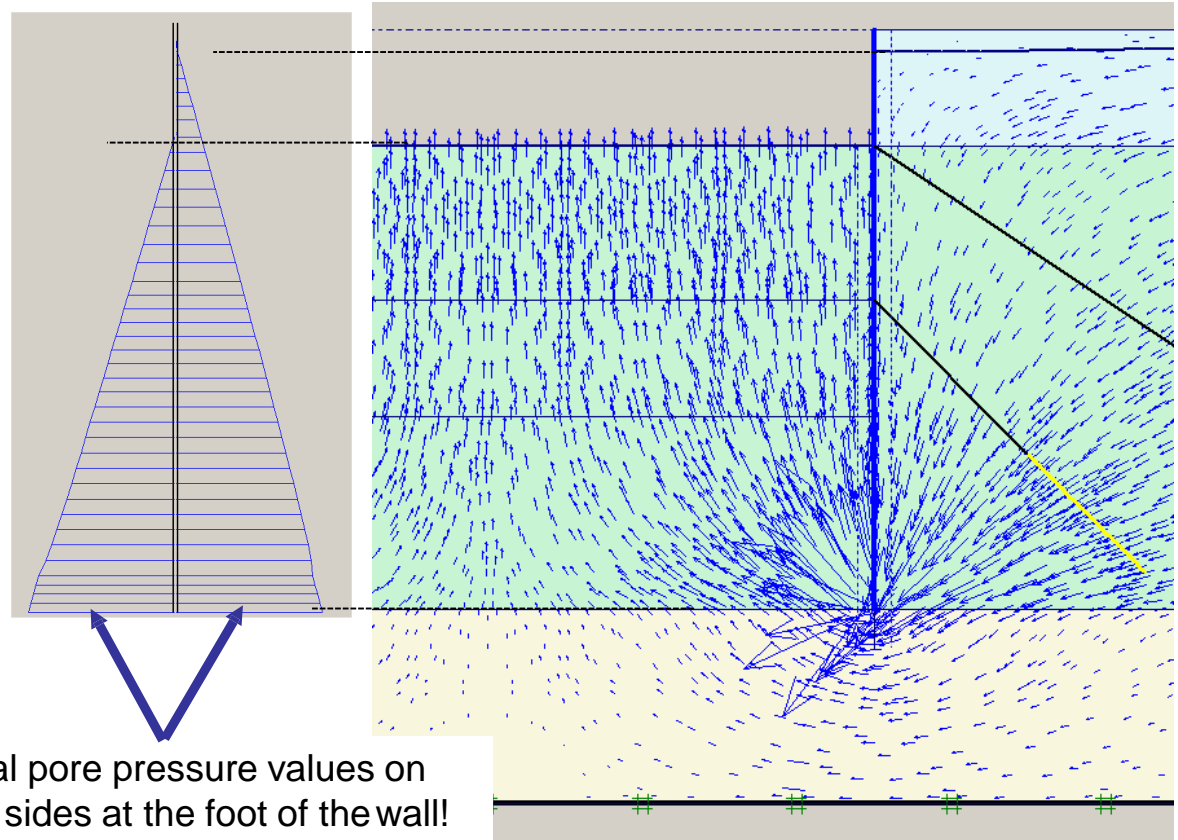 al pore pressure values on
sides at the foot of the wall!